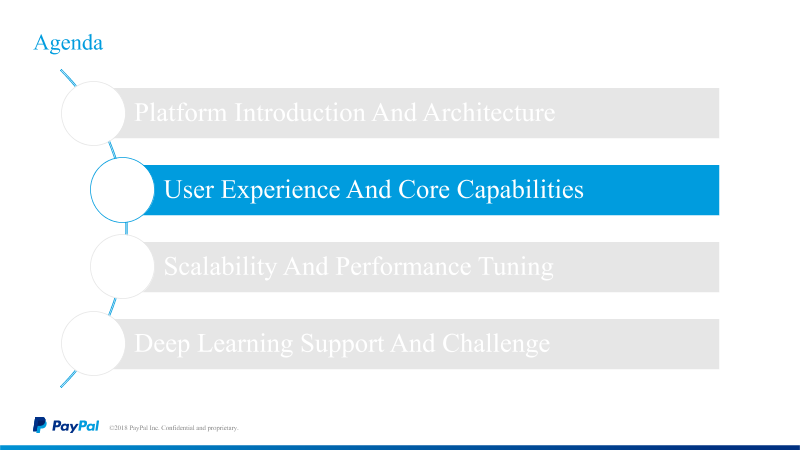 Agenda
Platform Introduction And Architecture
User Experience And Core Capabilities
Scalability And Performance Tuning
Deep Learning Support And Challenge
PayPal ©2018 PayPal Inc. Confidential and proprietary.